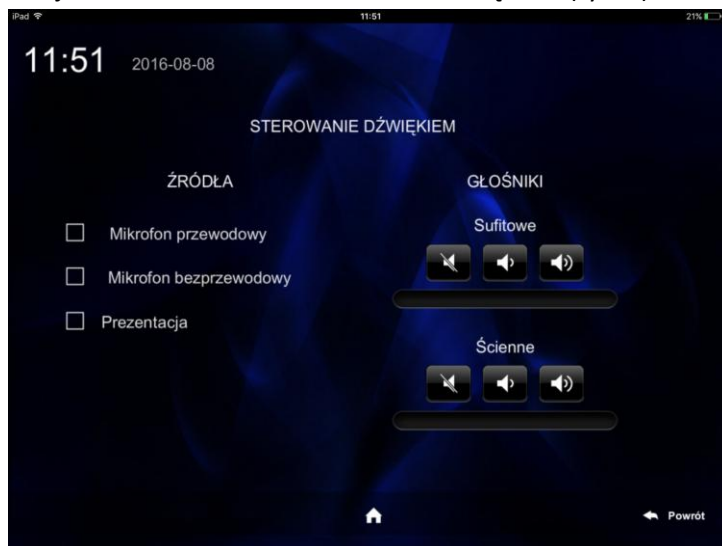 iPad 11:51 21%
11:51 2016-08-08
STEROWANIE DŹWIĘKIEM
ŹRÓDŁA
Mikrofon przewodowy
Mikrofon bezprzewodowy
Prezentacja
GŁOŚNIKI
Sufitowe
Ścienne
Powrót